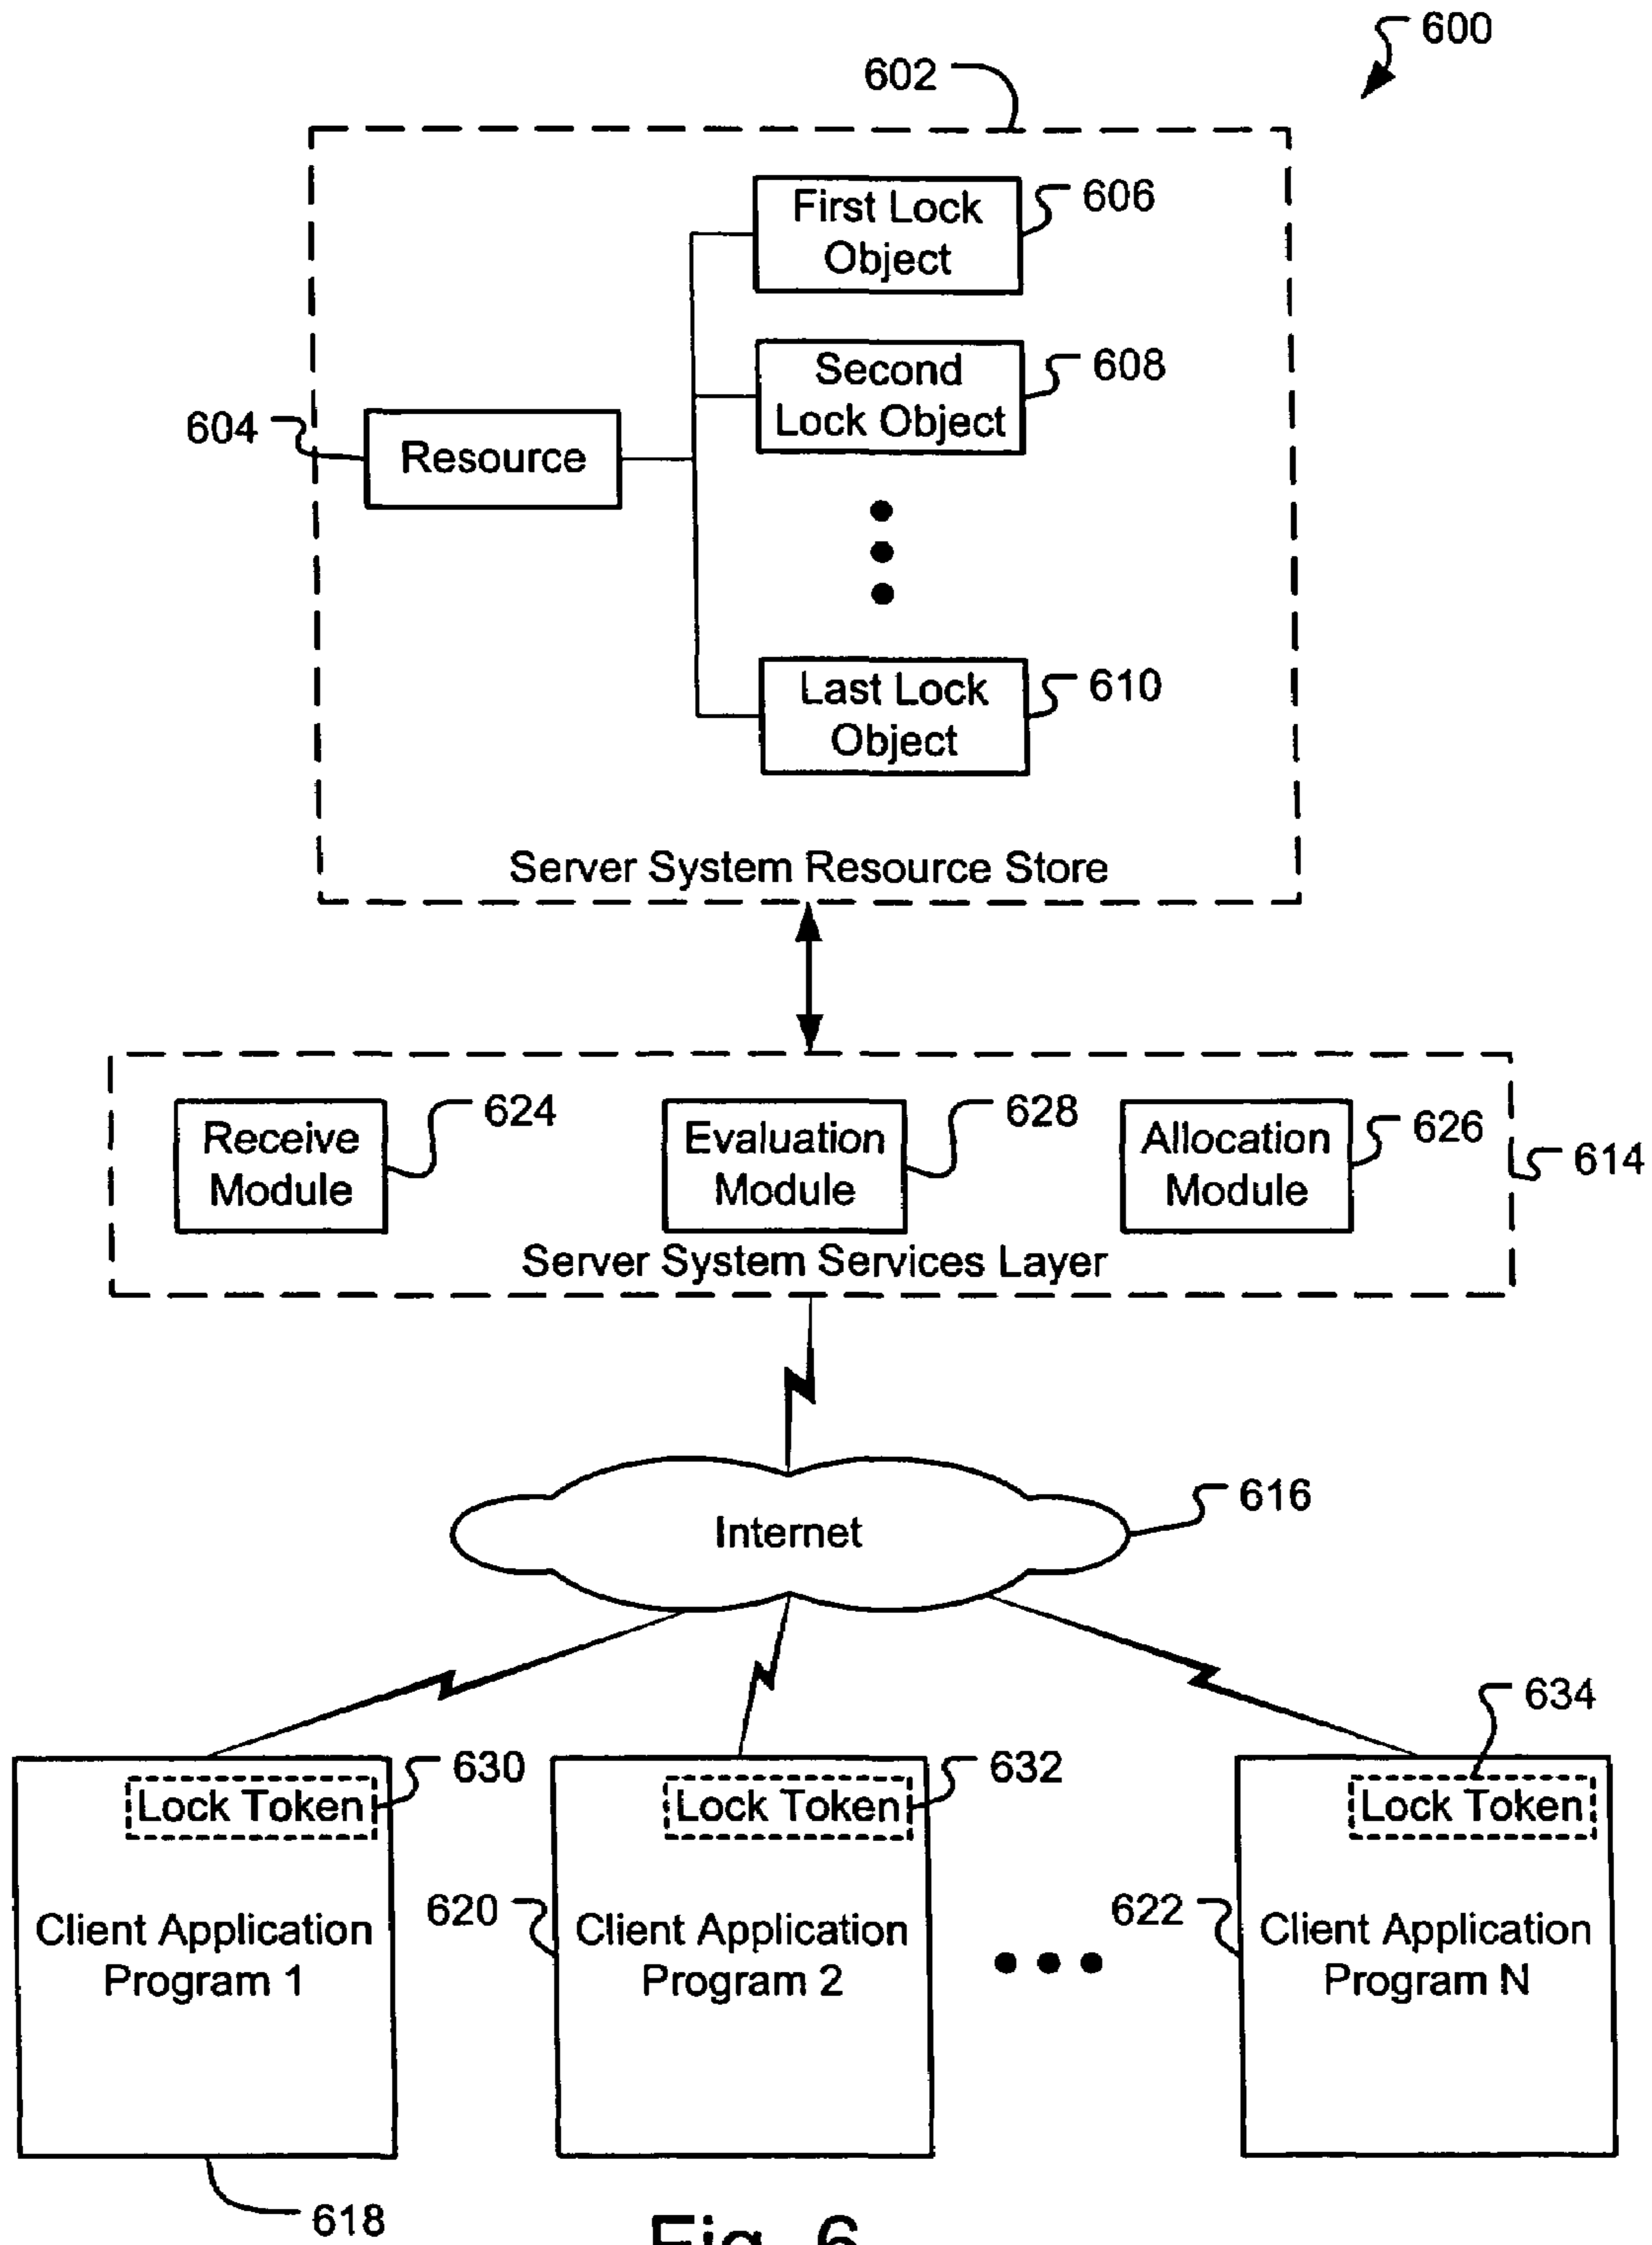 600
602
First Lock
Object
606
Second
Lock Object
608
604
Resource
Last Lock
Object
610
Server System Resource Store
Receive
Module
624
Evaluation
Module
628
Allocation
Module
626
614
Server System Services Layer
Internet
616
634
Lock Token
630
Lock Token
632
Lock Token
Client Application
Program 1
620
Client Application
Program 2
622
Client Application
Program N
618
Fig. 6